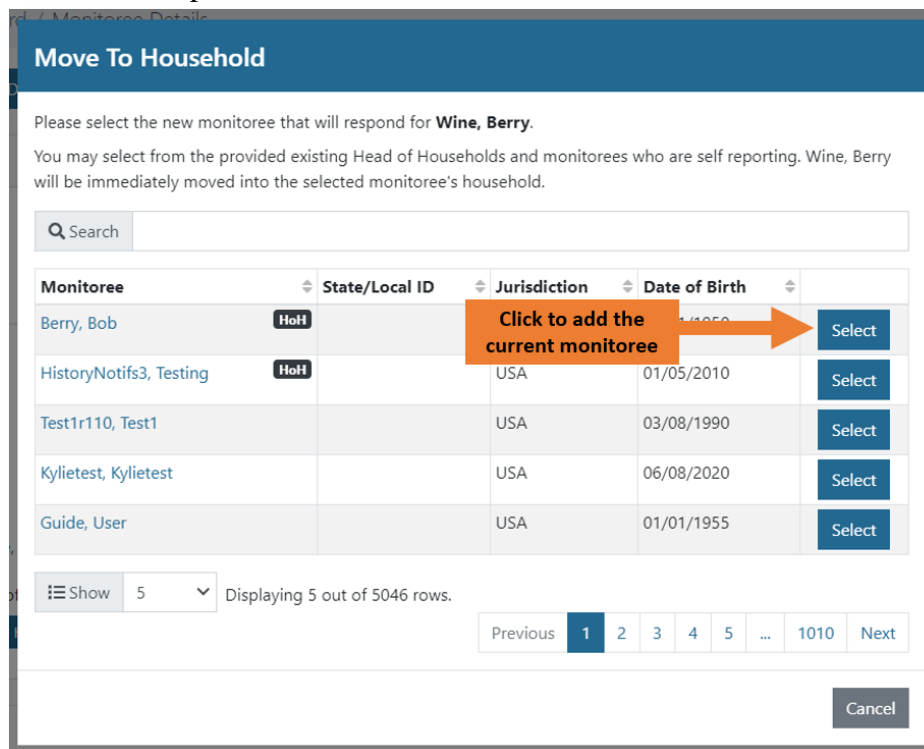 Move To Household
Please select the new monitoree that will respond for Wine, Berry.
You may select from the provided existing Head of Households and monitorees who are self reporting. Wine, Berry
will be immediately moved into the selected monitoree's household.
Search
Monitoree State/Local ID Jurisdiction Date of Birth
Berry, Bob HoH Select
Click to add the
current monitoree
HistoryNotifs3, Testing HoH USA 01/05/2010 Select
Test1r110, Test1 USA 03/08/1990 Select
Kylietest, Kylietest USA 06/08/2020 Select
Guide, User USA 01/01/1955 Select
Show 5 Displaying 5 out of 5046 rows.
Previous 1 2 3 4 5 ... 1010 Next
Cancel